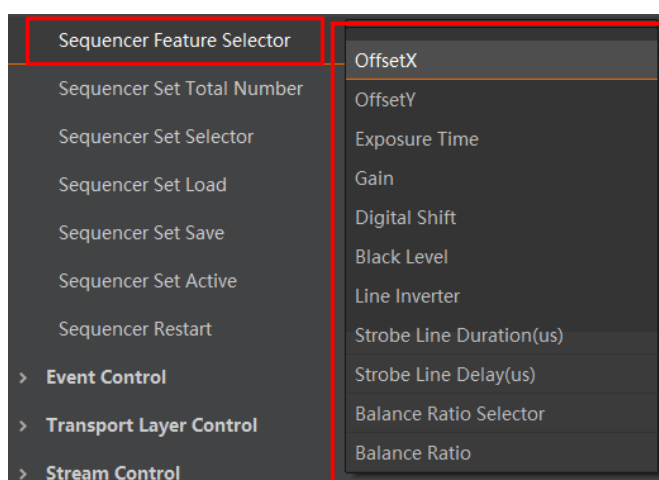 Sequencer Feature Selector
Sequencer Set Total Number
Sequencer Set Selector
Sequencer Set Load
Sequencer Set Save
Sequencer Set Active
Sequencer Restart
> Event Control
> Transport Layer Control
> Stream Control
OffsetX
OffsetY
Exposure Time
Gain
Digital Shift
Black Level
Line Inverter
Strobe Line Duration(us)
Strobe Line Delay(us)
Balance Ratio Selector
Balance Ratio